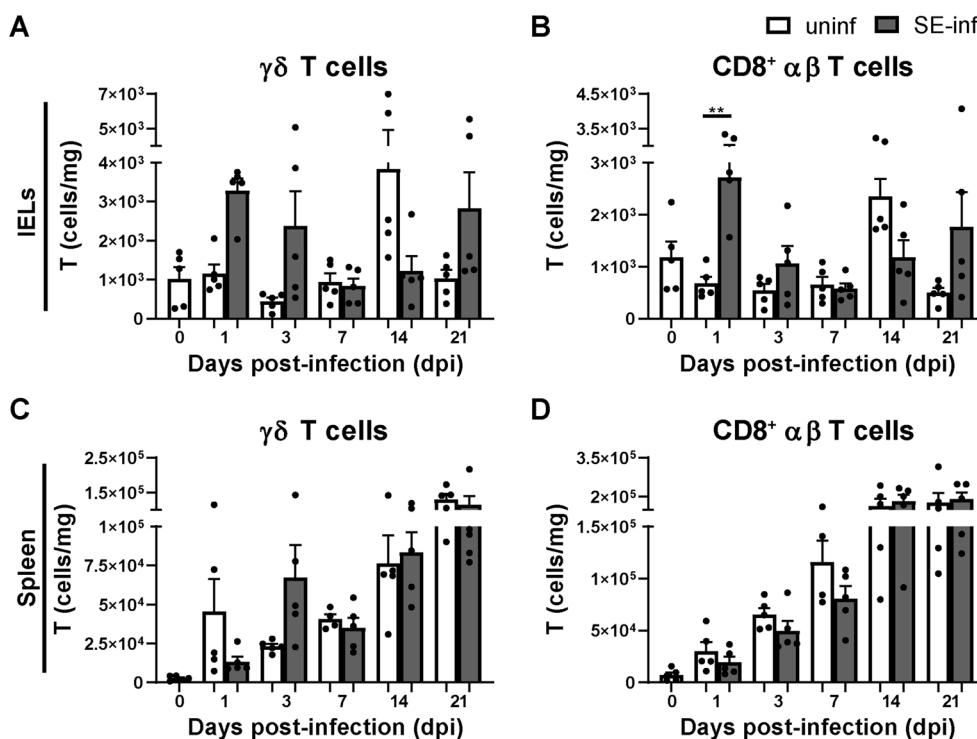 A
B
uninf SE-inf
γδ T cells
CD8⁺ αβ T cells
IELs
T (cells/mg)
7×10³
5×10³
4×10³
3×10³
2×10³
1×10³
0
0 1 3 7 14 21
Days post-infection (dpi)
T (cells/mg)
4.5×10³
3.5×10³
3×10³
2×10³
1×10³
0
**
0 1 3 7 14 21
Days post-infection (dpi)
C
D
γδ T cells
CD8⁺ αβ T cells
Spleen
T (cells/mg)
2.5×10⁵
1.5×10⁵
1×10⁵
7.5×10⁴
5×10⁴
2.5×10⁴
0
0 1 3 7 14 21
Days post-infection (dpi)
T (cells/mg)
3×10⁵
2×10⁵
1.5×10⁵
1×10⁵
5×10⁴
0
0 1 3 7 14 21
Days post-infection (dpi)